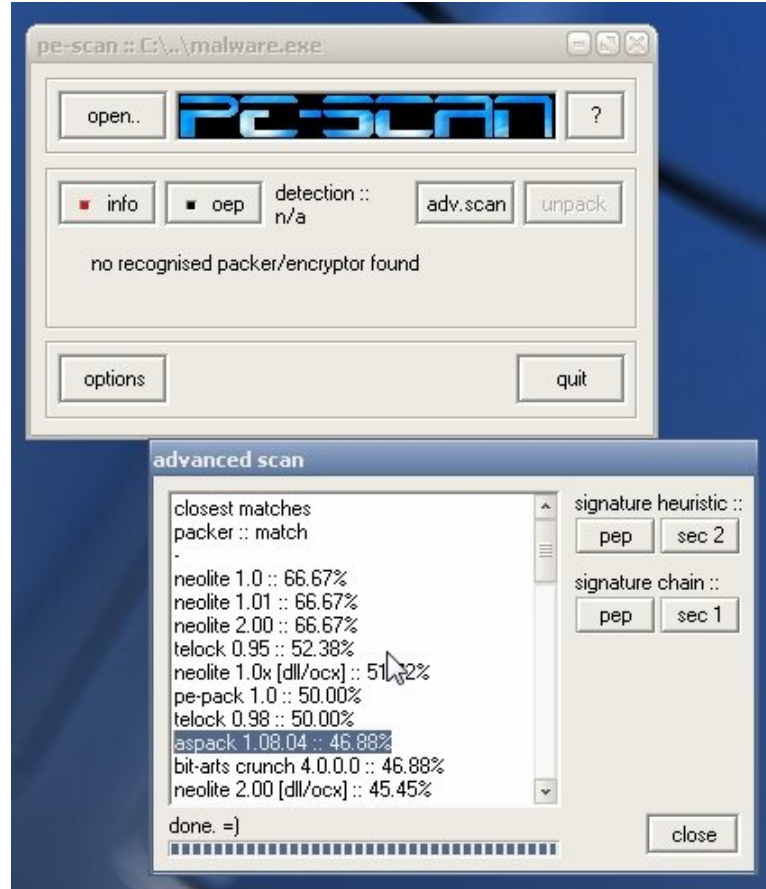 pe-scan :: C:\..\malware.exe
open..
PE-SCAN
?
info
oep
detection ::
n/a
adv.scan
unpack
no recognised packer/encryptor found
options
quit
advanced scan
closest matches
packer :: match
-
neolite 1.0 :: 66.67%
neolite 1.01 :: 66.67%
neolite 2.00 :: 66.67%
telock 0.95 :: 52.38%
neolite 1.0x [dll/ocx] ::
pe-pack 1.0 :: 50.00%
telock 0.98 :: 50.00%
aspack 1.08.04 :: 46.88%
bit-arts crunch 4.0.0.0 :: 46.88%
neolite 2.00 [dll/ocx] :: 45.45%
done. =)
signature heuristic ::
pep
sec 2
signature chain ::
pep
sec 1
close